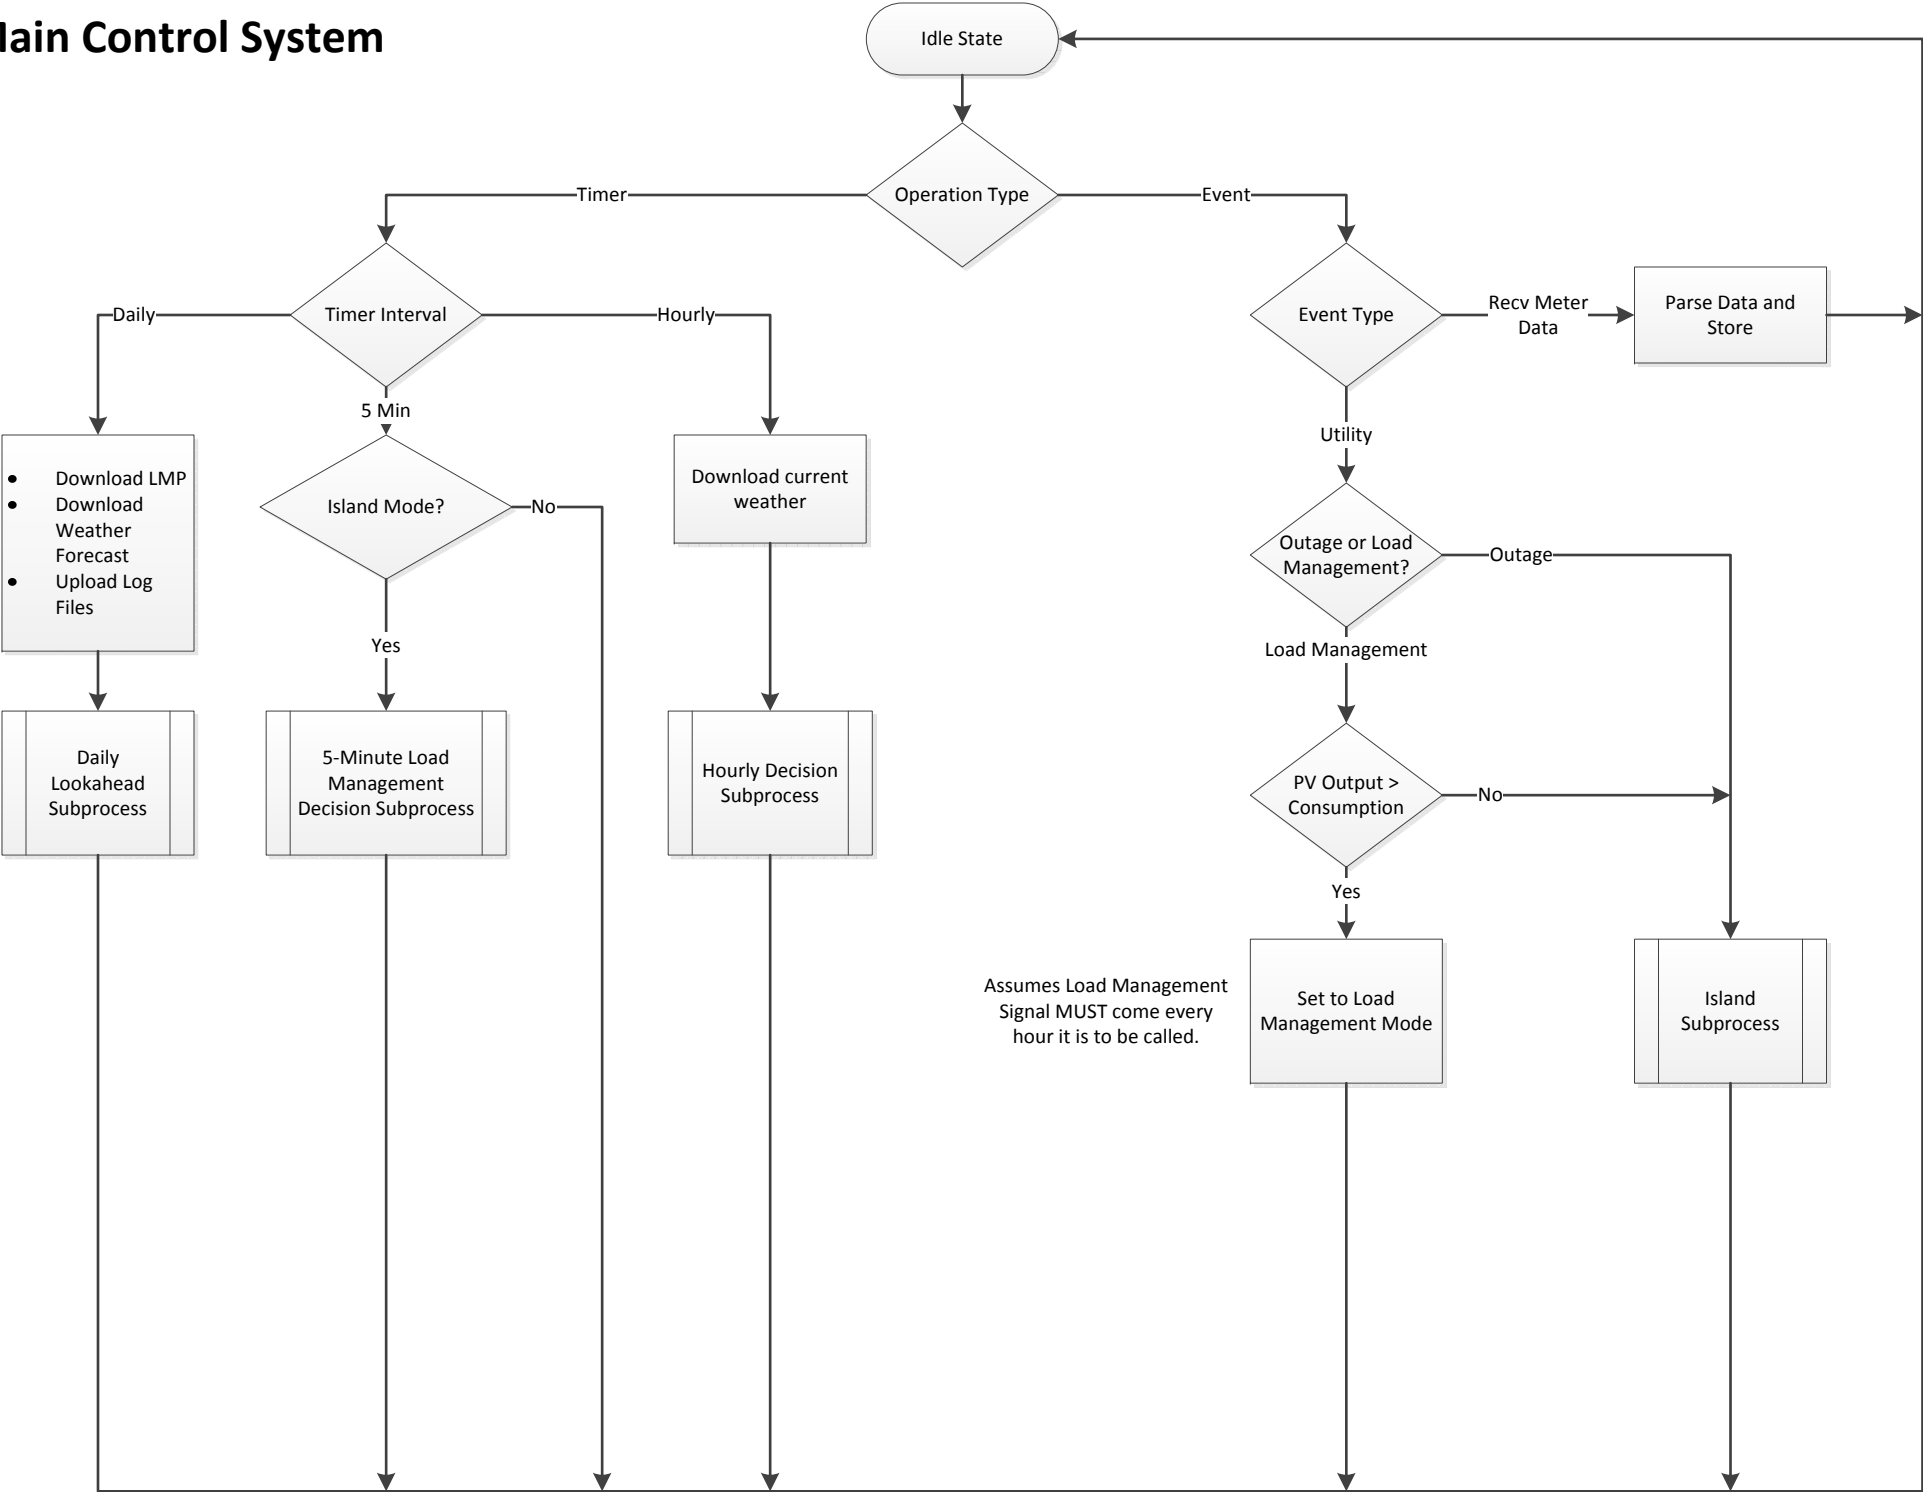 Main Control System
Idle State
Operation Type
Timer
Event
Timer Interval
Daily
Hourly
5 Min
Event Type
Recv Meter
Data
Parse Data and
Store
Utility
• Download LMP
• Download
Weather
Forecast
• Upload Log
Files
Island Mode?
No
Yes
Download current
weather
Outage or Load
Management?
Outage
Load Management
Daily
Lookahead
Subprocess
5-Minute Load
Management
Decision Subprocess
Hourly Decision
Subprocess
PV Output >
Consumption
No
Yes
Assumes Load Management
Signal MUST come every
hour it is to be called.
Set to Load
Management Mode
Island
Subprocess